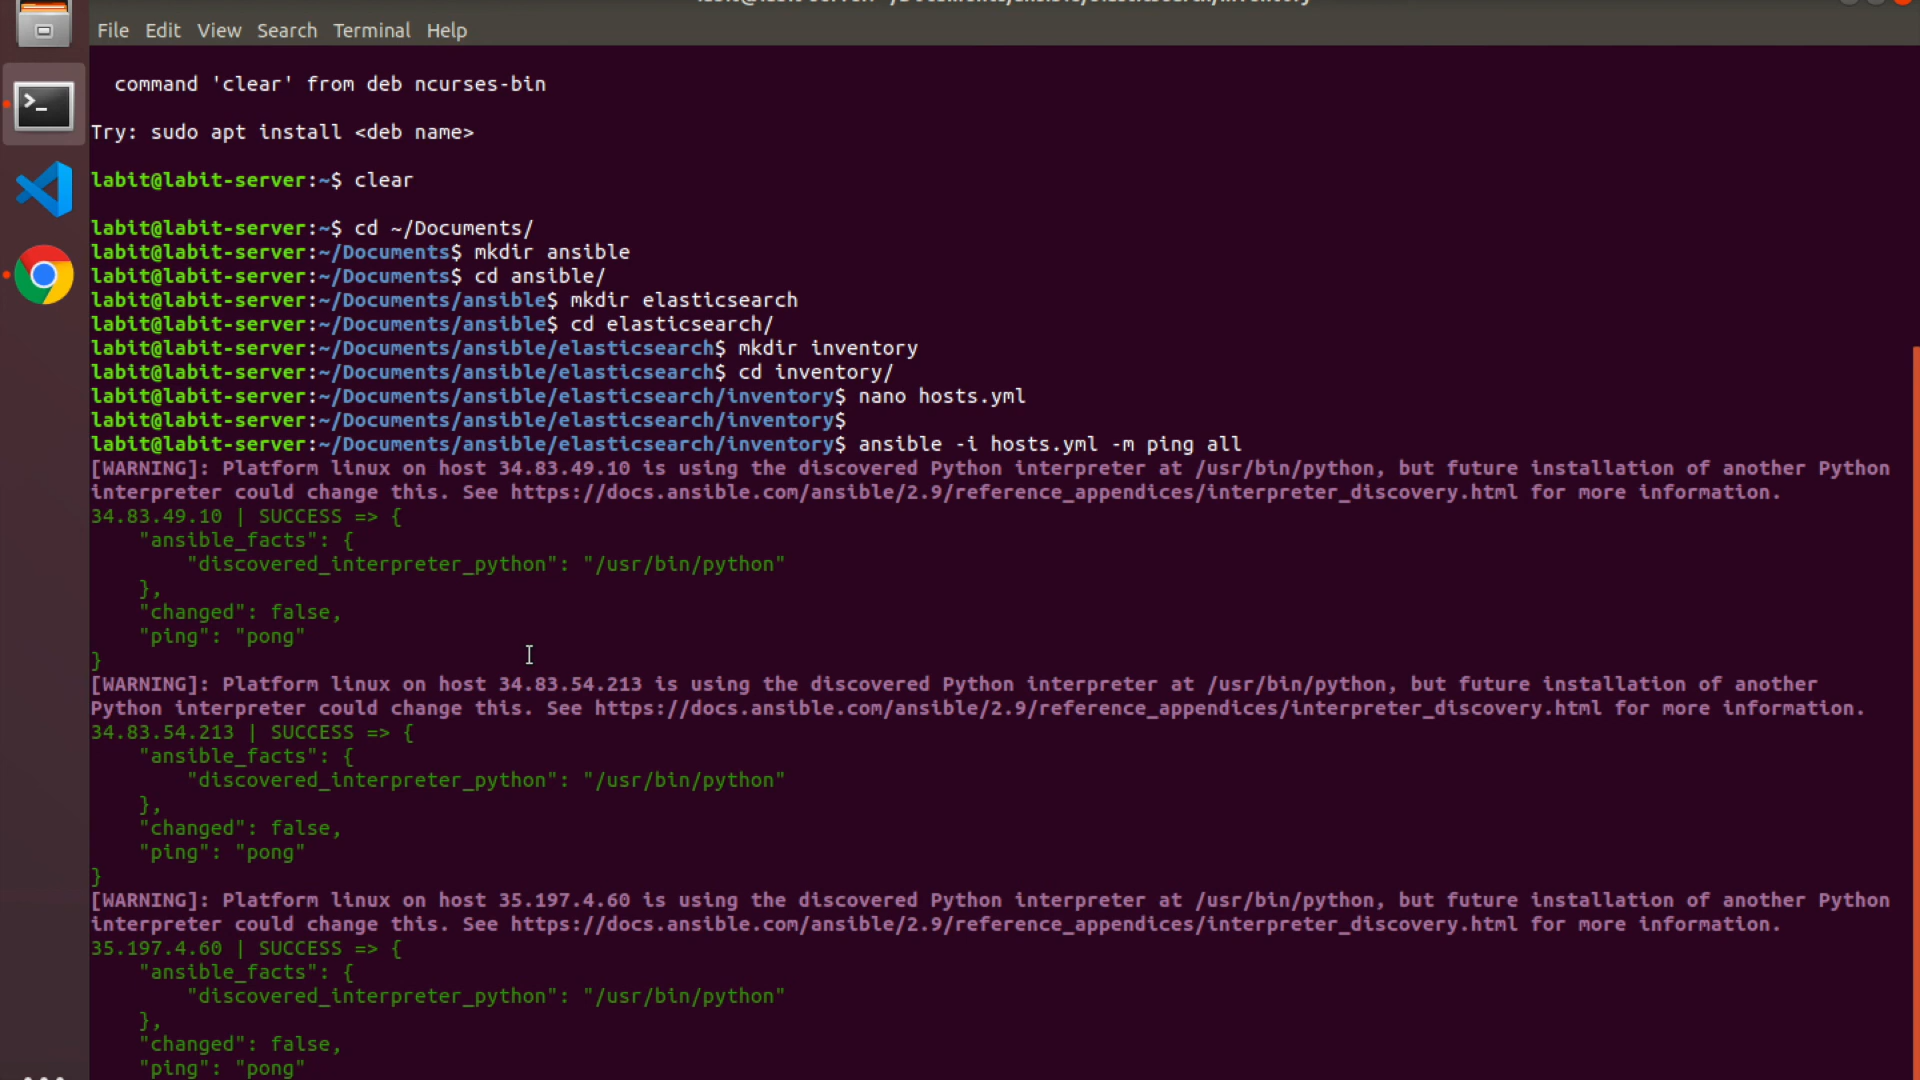 File Edit View Search Terminal Help
command 'clear' from deb ncurses-bin
Try: sudo apt install <deb name>
labit@labit-server:~$ clear
labit@labit-server:~$ cd ~/Documents/
labit@labit-server:~/Documents$ mkdir ansible
labit@labit-server:~/Documents$ cd ansible/
labit@labit-server:~/Documents/ansible$ mkdir elasticsearch
labit@labit-server:~/Documents/ansible$ cd elasticsearch/
labit@labit-server:~/Documents/ansible/elasticsearch$ mkdir inventory
labit@labit-server:~/Documents/ansible/elasticsearch$ cd inventory/
labit@labit-server:~/Documents/ansible/elasticsearch/inventory$ nano hosts.yml
labit@labit-server:~/Documents/ansible/elasticsearch/inventory$
labit@labit-server:~/Documents/ansible/elasticsearch/inventory$ ansible -i hosts.yml -m ping all
[WARNING]: Platform linux on host 34.83.49.10 is using the discovered Python interpreter at /usr/bin/python, but future installation of another Python
interpreter could change this. See https://docs.ansible.com/ansible/2.9/reference_appendices/interpreter_discovery.html for more information.
34.83.49.10 | SUCCESS => {
    "ansible_facts": {
        "discovered_interpreter_python": "/usr/bin/python"
    },
    "changed": false,
    "ping": "pong"
}
[WARNING]: Platform linux on host 34.83.54.213 is using the discovered Python interpreter at /usr/bin/python, but future installation of another
Python interpreter could change this. See https://docs.ansible.com/ansible/2.9/reference_appendices/interpreter_discovery.html for more information.
34.83.54.213 | SUCCESS => {
    "ansible_facts": {
        "discovered_interpreter_python": "/usr/bin/python"
    },
    "changed": false,
    "ping": "pong"
}
[WARNING]: Platform linux on host 35.197.4.60 is using the discovered Python interpreter at /usr/bin/python, but future installation of another Python
interpreter could change this. See https://docs.ansible.com/ansible/2.9/reference_appendices/interpreter_discovery.html for more information.
35.197.4.60 | SUCCESS => {
    "ansible_facts": {
        "discovered_interpreter_python": "/usr/bin/python"
    },
    "changed": false,
    "ping": "pong"